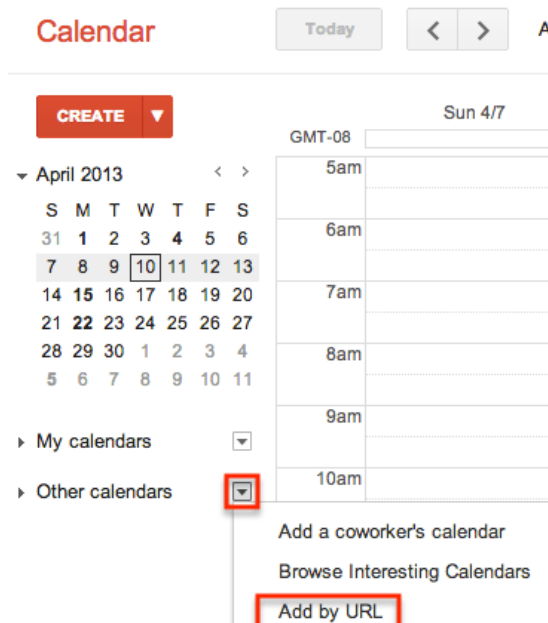 Calendar
Today
A
CREATE
Sun 4/7
GMT-08
April 2013
S M T W T F S
31 1 2 3 4 5 6
7 8 9 10 11 12 13
14 15 16 17 18 19 20
21 22 23 24 25 26 27
28 29 30 1 2 3 4
5 6 7 8 9 10 11
5am
6am
7am
8am
9am
10am
My calendars
Other calendars
Add a coworker's calendar
Browse Interesting Calendars
Add by URL